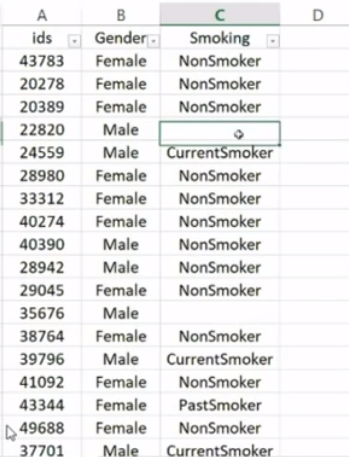 A B C D
ids Gender Smoking
43783 Female NonSmoker
20278 Female NonSmoker
20389 Female NonSmoker
22820 Male
24559 Male CurrentSmoker
28980 Female NonSmoker
33312 Female NonSmoker
40274 Female NonSmoker
40390 Male NonSmoker
28942 Male NonSmoker
29045 Female NonSmoker
35676 Male
38764 Female NonSmoker
39796 Male CurrentSmoker
41092 Female NonSmoker
43344 Female PastSmoker
49688 Female NonSmoker
37701 Male CurrentSmoker